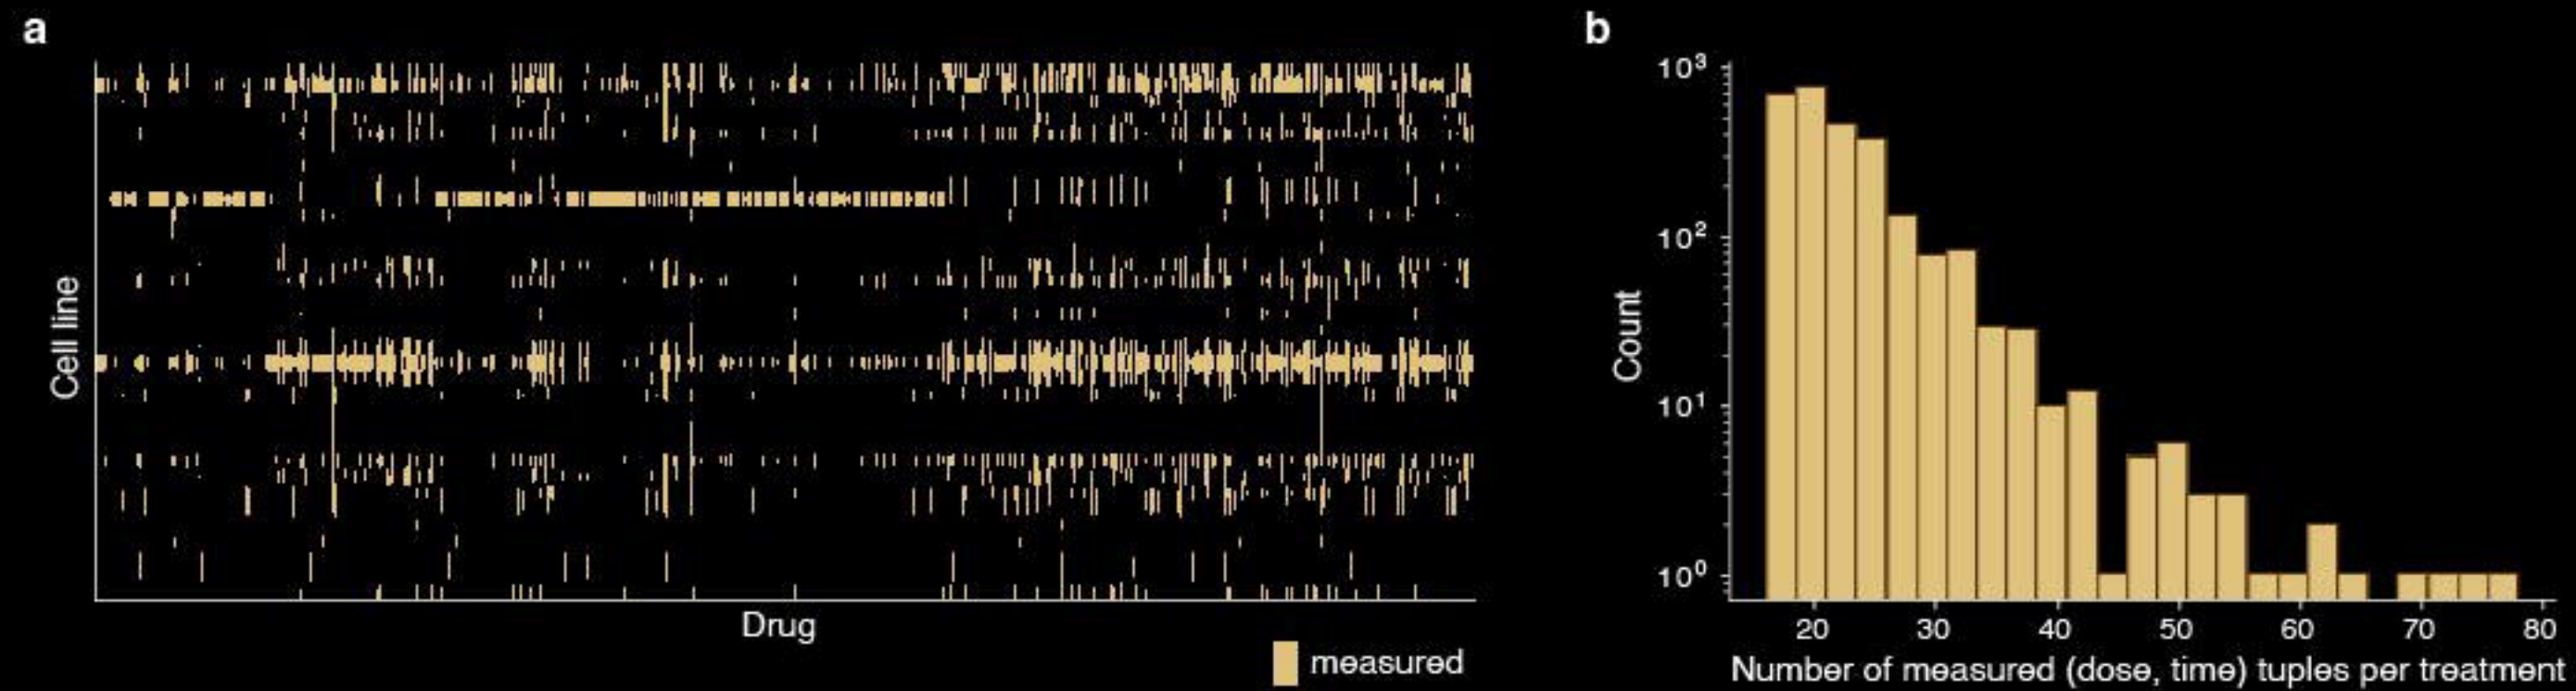 a
Cell line
Drug
measured
b
Count
10³
10²
10¹
10⁰
20 30 40 50 60 70 80
Number of measured (dose, time) tuples per treatment